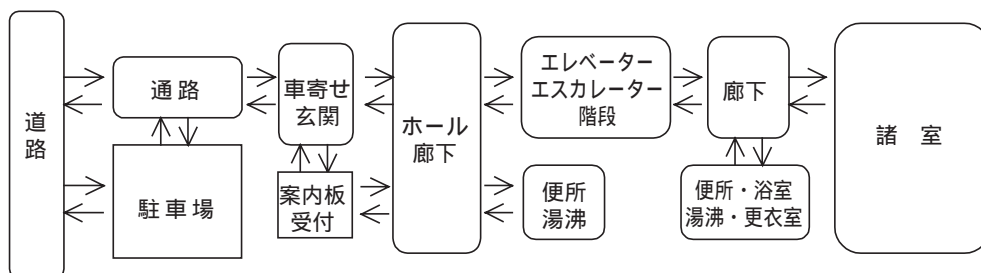 道
路
通路
駐車場
車寄せ
玄関
案内板
受付
ホール
廊下
エレベーター
エスカレーター
階段
便所
湯沸
廊下
便所・浴室
湯沸・更衣室
諸室